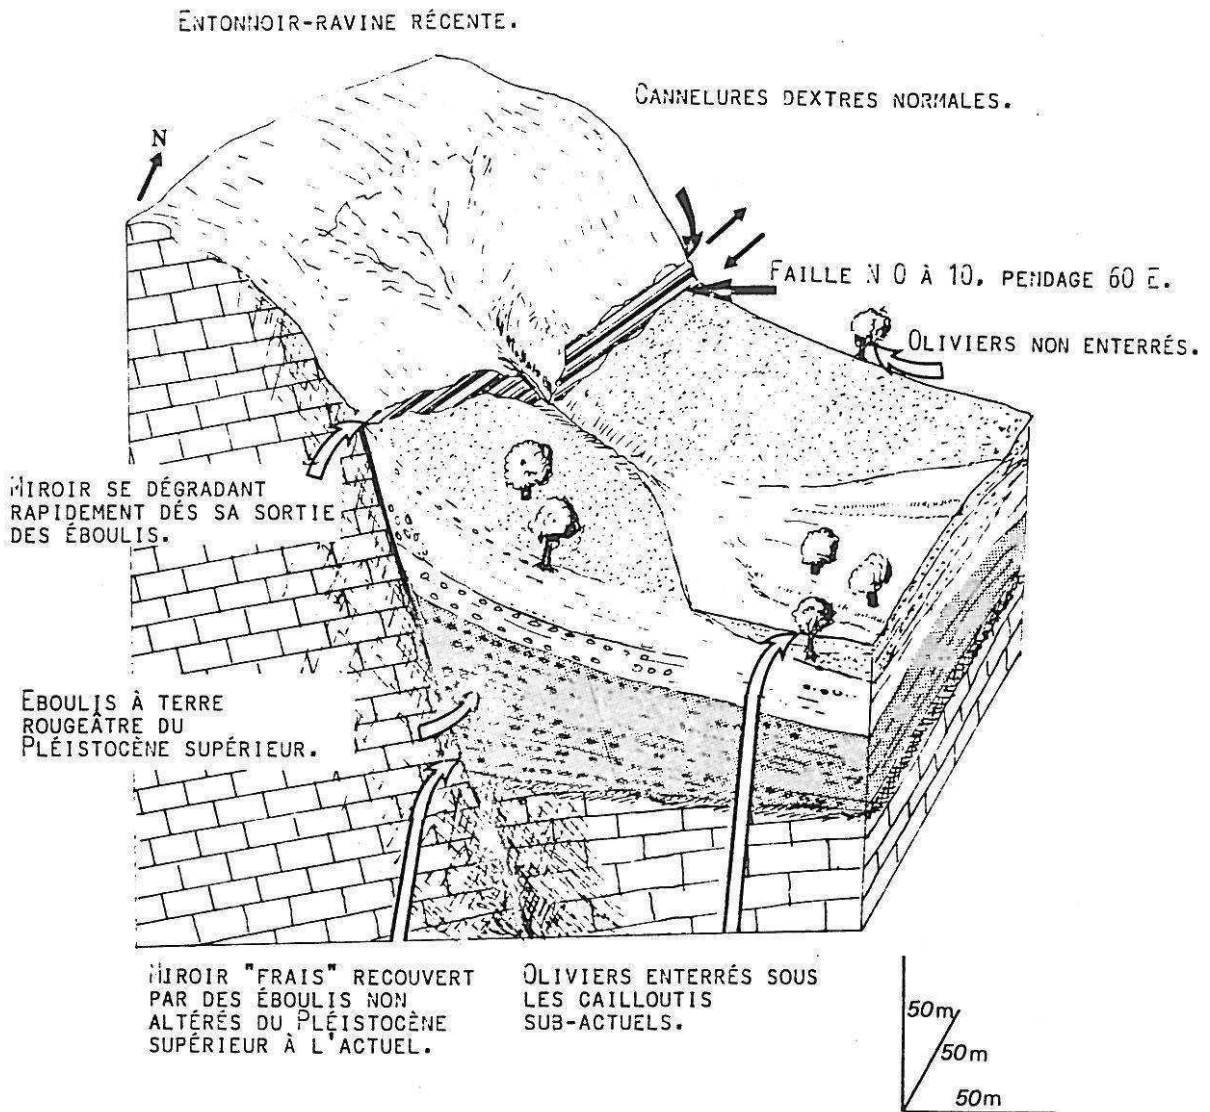 ENTONNOIR-RAVINE RÉCENTE.
CANNELURES DEXTRES NORMALES.
N
FAILLE N 0 À 10. PENDAGE 60 E.
OLIVIERS NON ENTERRÉS.
MIROIR SE DÉGRADANT
RAPIDEMENT DÉS SA SORTIE
DES ÉBOULIS.
EBOULIS À TERRE
ROUGEÂTRE DU
PLÉISTOCÈNE SUPÉRIEUR.
MIROIR "FRAIS" RECOUVERT
PAR DES ÉBOULIS NON
ALTÉRÉS DU PLÉISTOCÈNE
SUPÉRIEUR À L'ACTUEL.
OLIVIERS ENTERRÉS SOUS
LES CAILLOUTIS
SUB-ACTUELS.
50m
50m
50m